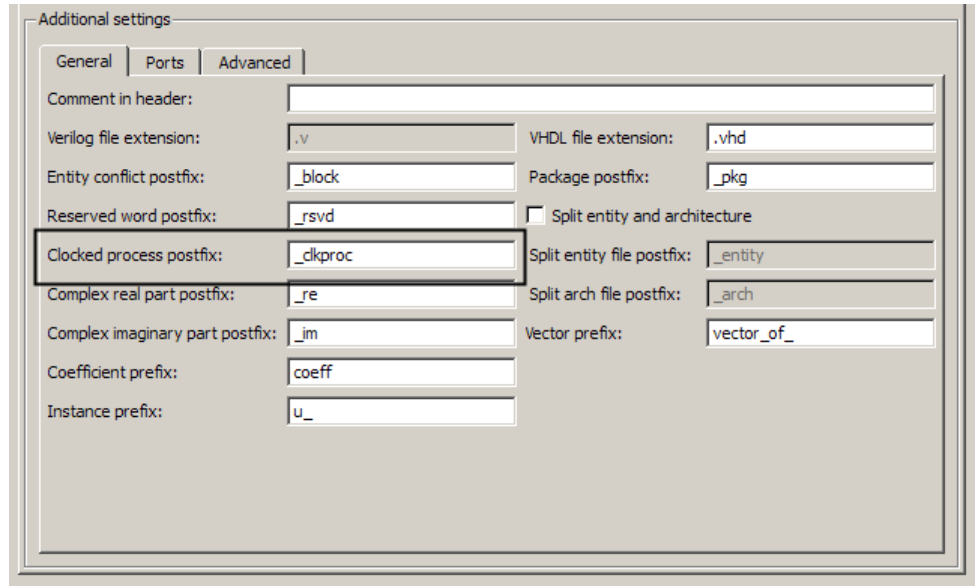 Additional settings
General Ports Advanced
Comment in header:
Verilog file extension: .v VHDL file extension: .vhd
Entity conflict postfix: _block Package postfix: _pkg
Reserved word postfix: _rsvd Split entity and architecture
Clocked process postfix: _clkproc Split entity file postfix: _entity
Complex real part postfix: _re Split arch file postfix: _arch
Complex imaginary part postfix: _im Vector prefix: vector_of_
Coefficient prefix: coeff
Instance prefix: u_